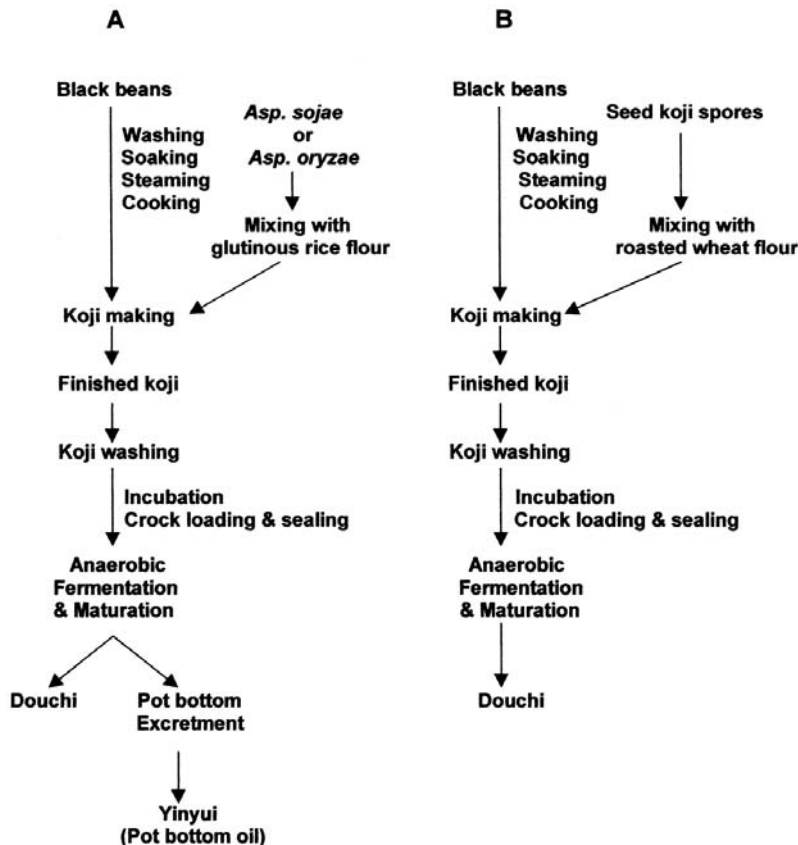 A
Black beans
Washing
Soaking
Steaming
Cooking
Asp. sojae
or
Asp. oryzae
Mixing with
glutinous rice flour
Koji making
Finished koji
Koji washing
Incubation
Crock loading & sealing
Anaerobic
Fermentation
& Maturation
Douchi
Pot bottom
Excretment
Yinyui
(Pot bottom oil)
B
Black beans
Washing
Soaking
Steaming
Cooking
Seed koji spores
Mixing with
roasted wheat flour
Koji making
Finished koji
Koji washing
Incubation
Crock loading & sealing
Anaerobic
Fermentation
& Maturation
Douchi